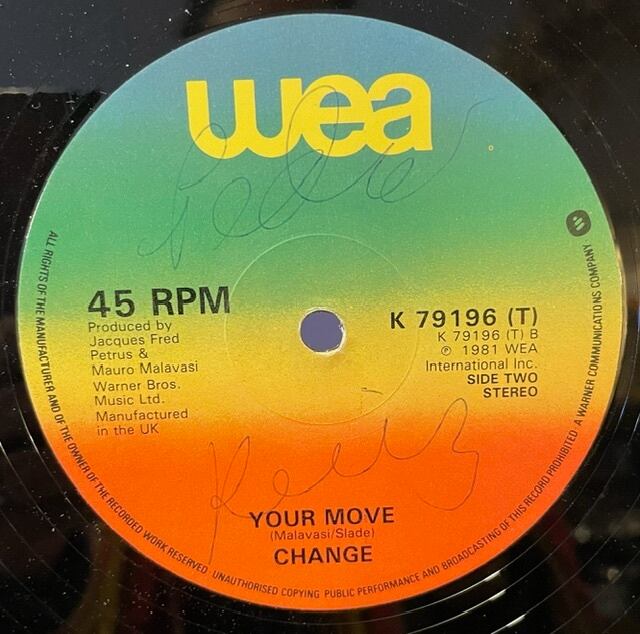 wea
45 RPM
Produced by
Jacques Fred
Petrus &
Mauro Malavasi
Warner Bros.
Music Ltd.
Manufactured
in the UK
K 79196 (T)
K 79196 (T) B
℗ 1981 WEA
International Inc.
SIDE TWO
STEREO
YOUR MOVE
(Malavasi/Slade)
CHANGE
ALL RIGHTS OF THE MANUFACTURER AND OF THE OWNER OF THE RECORDED WORK RESERVED UNAUTHORISED COPYING PUBLIC PERFORMANCE AND BROADCASTING OF THIS RECORD PROHIBITED A WARNER COMMUNICATIONS COMPANY